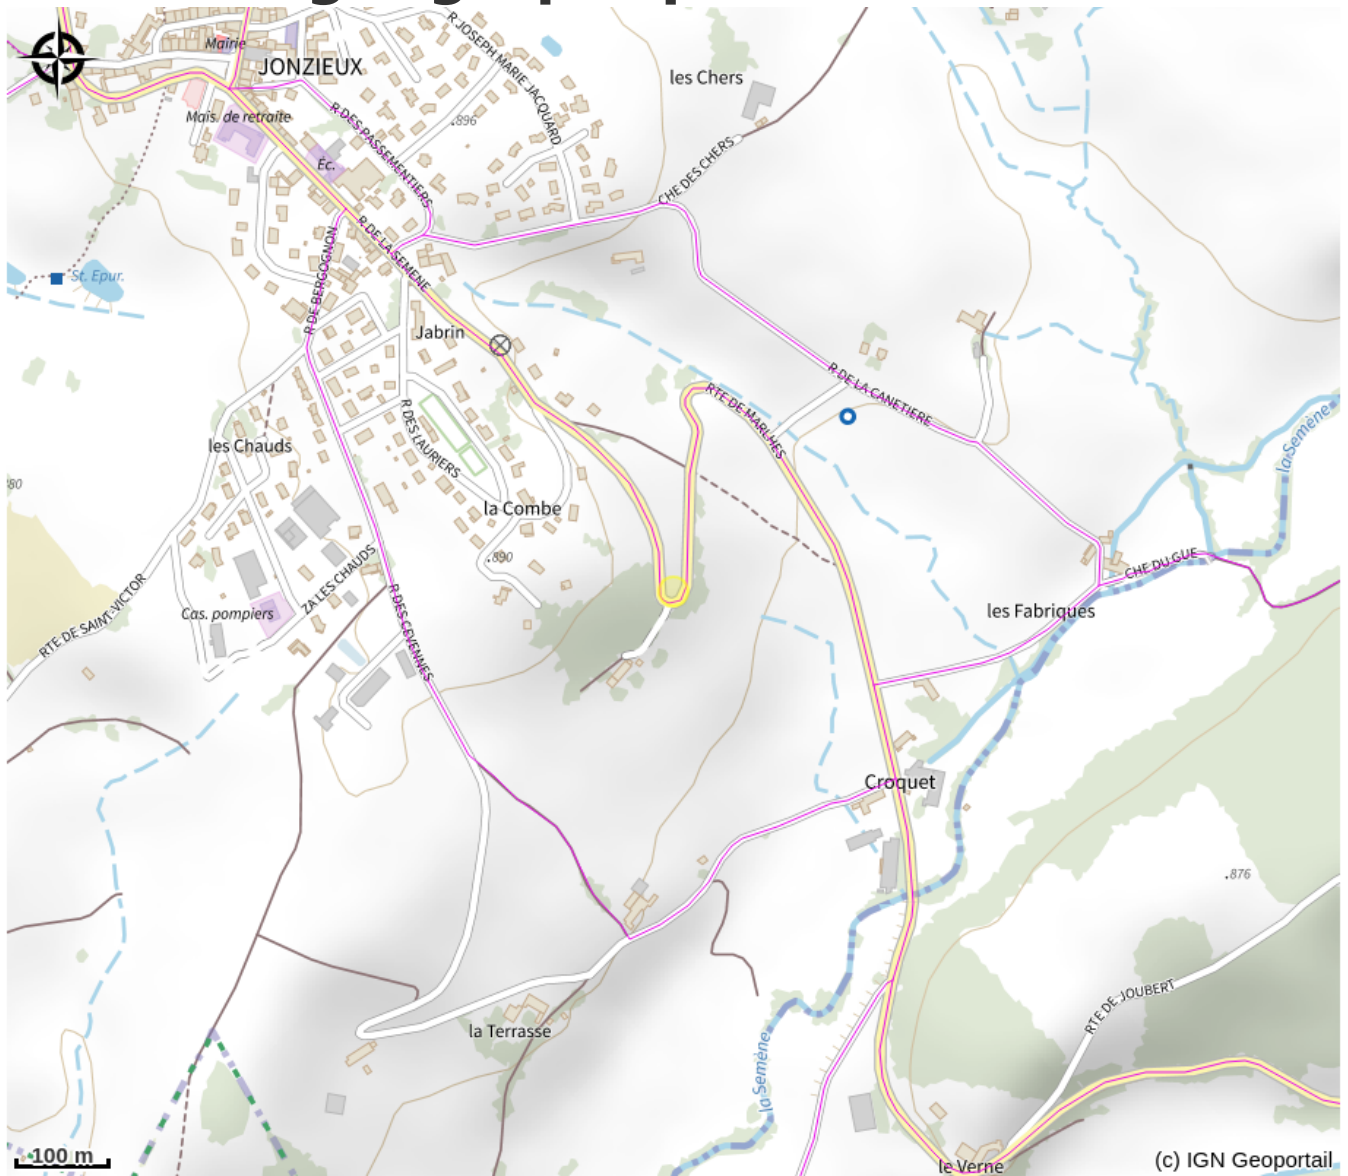 Mairie
JONZIEUX
R JOSEPH MARIE JACQUARD
les Chers
Mais. de retraite
R DES PASSEMENTIERS
.896
Éc.
CHE DES CHERS
R DE BERGOGNON
R DE LA SEMENE
St. Epur.
Jabrin
RTE DE MARLHES
R DE LA CANETIERE
la Semène
les Chauds
R DES LAURIERS
80
la Combe
.890
CHE DU GUE
ZA LES CHAUDS
RTE DE SAINT-VICTOR
Cas. pompiers
R DES CEVENNES
les Fabriques
Croquet
.876
RTE DE JOUBERT
la Terrasse
la Semène
100 m
le Verne
(c) IGN Geoportail